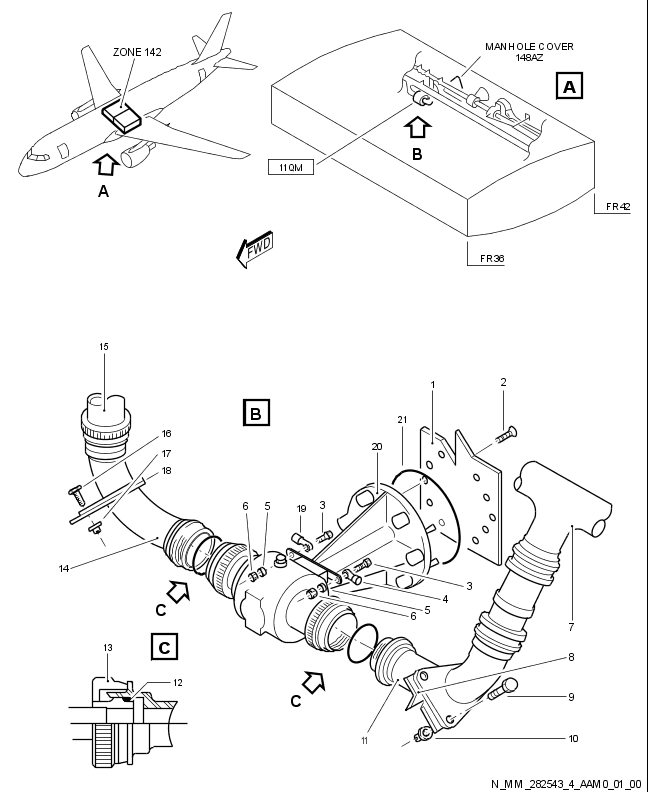 ZONE 142
A
MANHOLE COVER
148AZ
A
B
11QM
FR42
FR36
FWD
15
B
1
2
21
20
16
17
18
6
5
19
3
14
C
3
4
5
6
7
C
13
12
C
8
9
11
10
N_MM_282543_4_AAM0_01_00